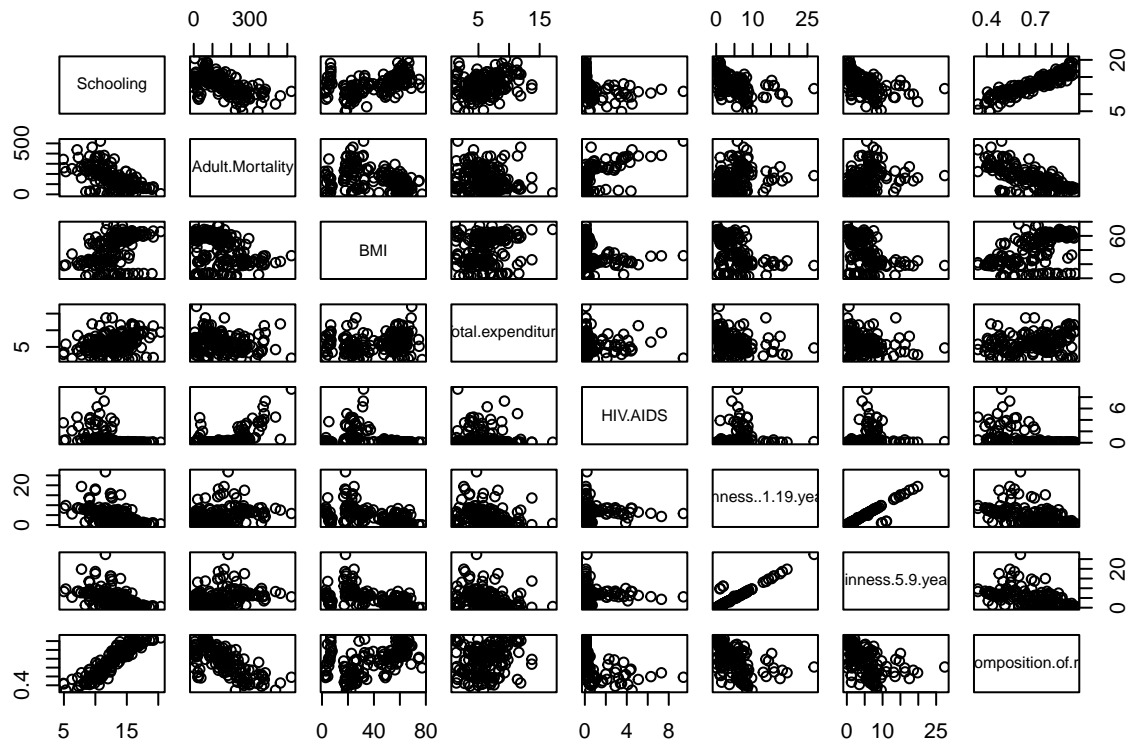 0 300 5 15 0 10 25 0.4 0.7
Schooling
5 20
0 500
Adult.Mortality
BMI
0 60
5
otal.expenditur
HIV.AIDS
0 6
0 20
nness..1.19.yea
inness.5.9.yea
0 20
0.4
omposition.of.r
5 15 0 40 80 0 4 8 0 10 25